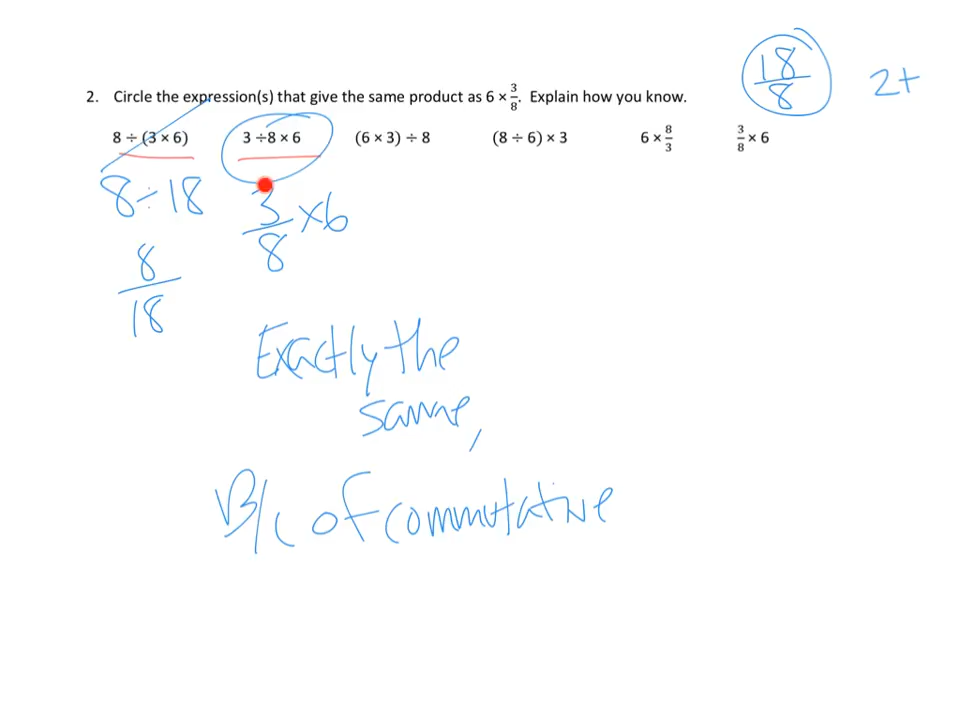 18
8
2+
2. Circle the expression(s) that give the same product as 6 × 3/8. Explain how you know.
8 ÷ (3 × 6) 3 ÷8 × 6 (6 × 3) ÷ 8 (8 ÷ 6) × 3 6 × 8/3 3/8 × 6
8 ÷ 18
3/8 × 6
8
18
Exactly the
same,
B/c of commutative